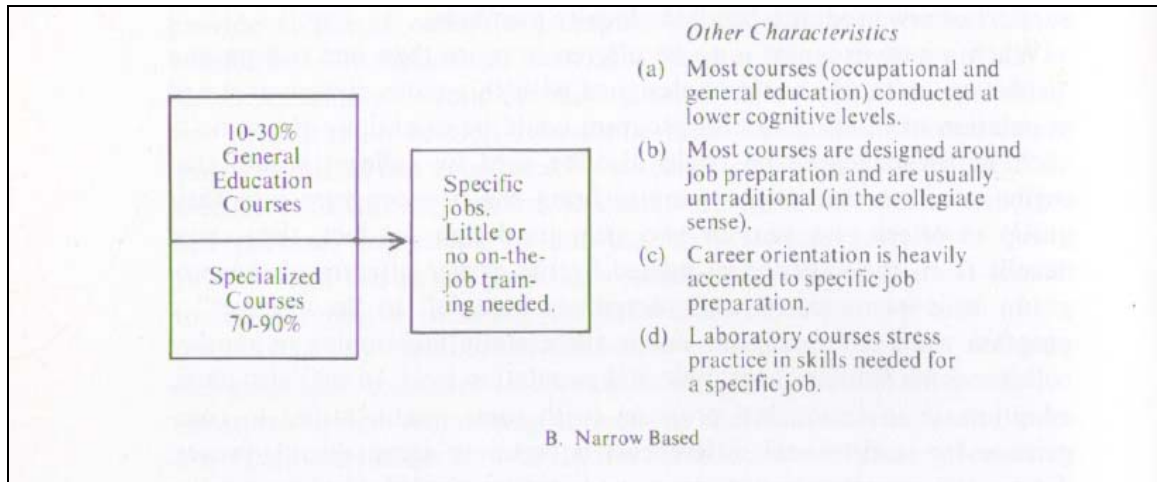 10-30%
General
Education
Courses
Specialized
Courses
70-90%
Specific
jobs.
Little or
no on-the-
job train-
ing needed.
Other Characteristics
(a) Most courses (occupational and
general education) conducted at
lower cognitive levels.
(b) Most courses are designed around
job preparation and are usually
untraditional (in the collegiate
sense).
(c) Career orientation is heavily
accented to specific job
preparation.
(d) Laboratory courses stress
practice in skills needed for
a specific job.
B. Narrow Based